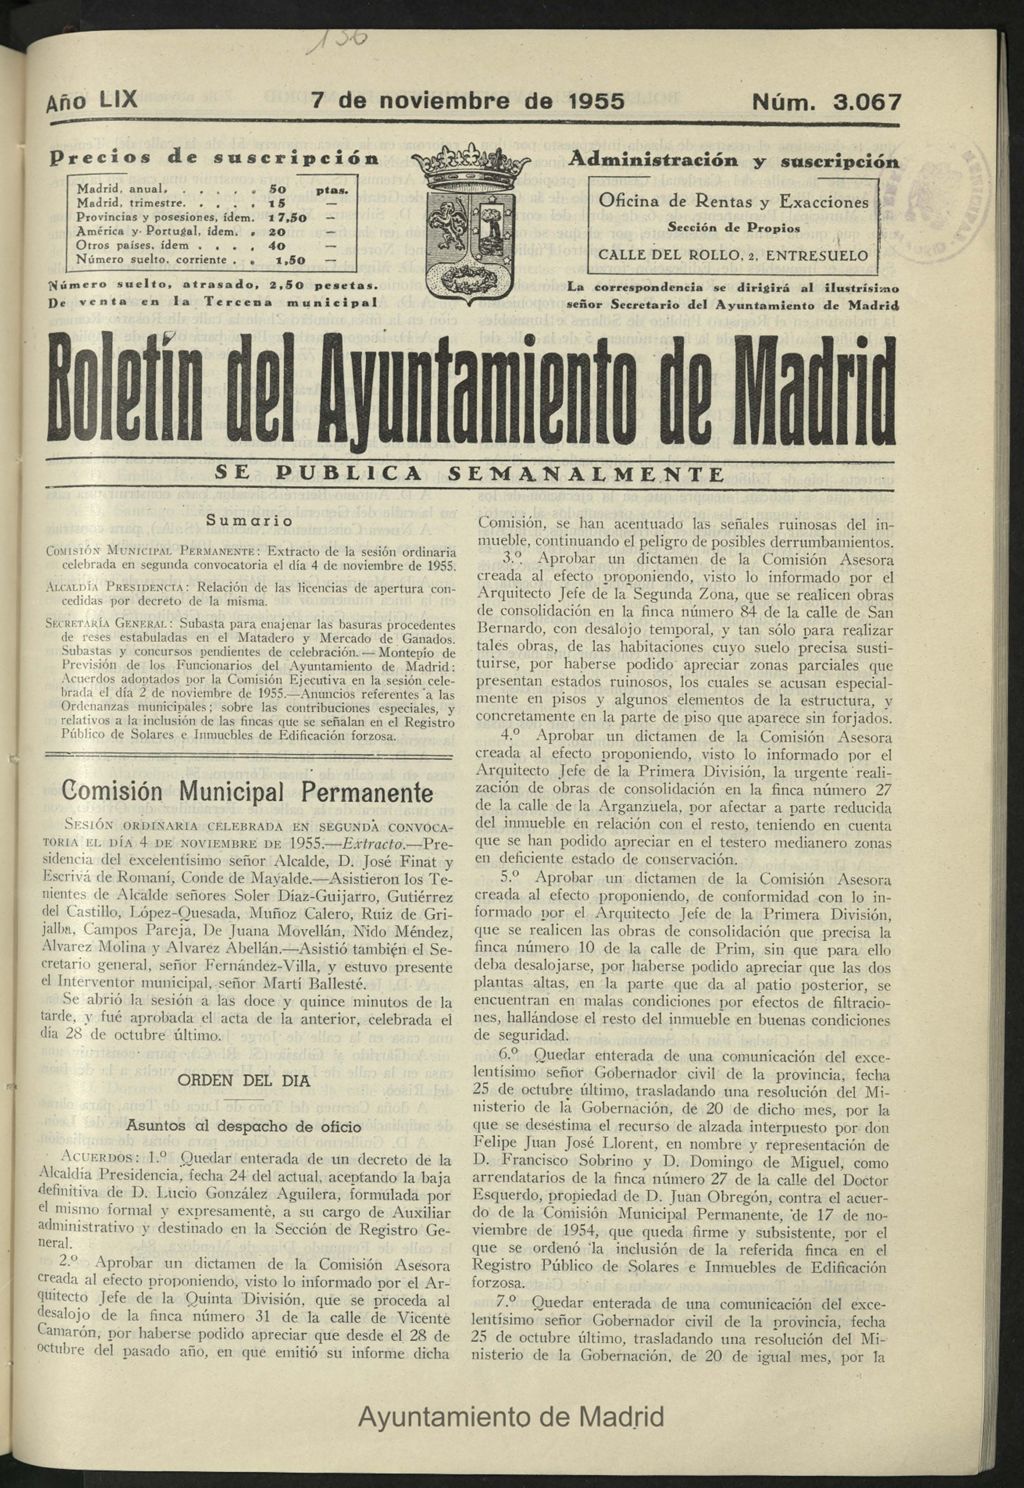 136
Año LIX 7 de noviembre de 1955 Núm. 3.067
Precios de suscripción
Madrid, anual. . . . . . 50 ptas.
Madrid, trimestre. . . . . 15 —
Provincias y posesiones, ídem. 17,50 —
América y Portugal, ídem. . 20 —
Otros países, ídem . . . . 40 —
Número suelto, corriente . . 1,50 —
Número suelto, atrasado, 2,50 pesetas.
De venta en la Tercena municipal
Administración y suscripción
Oficina de Rentas y Exacciones
Sección de Propios
CALLE DEL ROLLO, 2, ENTRESUELO
La correspondencia se dirigirá al ilustrísimo
señor Secretario del Ayuntamiento de Madrid
Boletín del Ayuntamiento de Madrid
SE PUBLICA SEMANALMENTE
Sumario
COMISIÓN MUNICIPAL PERMANENTE: Extracto de la sesión ordinaria
celebrada en segunda convocatoria el día 4 de noviembre de 1955.
ALCALDÍA PRESIDENCIA: Relación de las licencias de apertura con-
cedidas por decreto de la misma.
SECRETARÍA GENERAL: Subasta para enajenar las basuras procedentes
de reses estabuladas en el Matadero y Mercado de Ganados.
Subastas y concursos pendientes de celebración.—Montepío de
Previsión de los Funcionarios del Ayuntamiento de Madrid:
Acuerdos adoptados por la Comisión Ejecutiva en la sesión cele-
brada el día 2 de noviembre de 1955.—Anuncios referentes a las
Ordenanzas municipales; sobre las contribuciones especiales, y
relativos a la inclusión de las fincas que se señalan en el Registro
Público de Solares e Inmuebles de Edificación forzosa.
Comisión Municipal Permanente
SESIÓN ORDINARIA CELEBRADA EN SEGUNDA CONVOCA-
TORIA EL DÍA 4 DE NOVIEMBRE DE 1955.—Extracto.—Pre-
sidencia del excelentísimo señor Alcalde, D. José Finat y
Escrivá de Romaní, Conde de Mayalde.—Asistieron los Te-
nientes de Alcalde señores Soler Díaz-Guijarro, Gutiérrez
del Castillo, López-Quesada, Muñoz Calero, Ruiz de Gri-
jalba, Campos Pareja, De Juana Movellán, Nido Méndez,
Alvarez Molina y Alvarez Abellán.—Asistió también el Se-
cretario general, señor Fernández-Villa, y estuvo presente
el Interventor municipal, señor Martí Ballesté.
Se abrió la sesión a las doce y quince minutos de la
tarde, y fué aprobada el acta de la anterior, celebrada el
día 28 de octubre último.
ORDEN DEL DIA
Asuntos al despacho de oficio
ACUERDOS: 1.º Quedar enterada de un decreto de la
Alcaldía Presidencia, fecha 24 del actual, aceptando la baja
definitiva de D. Lucio González Aguilera, formulada por
el mismo formal y expresamente, a su cargo de Auxiliar
administrativo y destinado en la Sección de Registro Ge-
neral.
2.º Aprobar un dictamen de la Comisión Asesora
creada al efecto proponiendo, visto lo informado por el Ar-
quitecto Jefe de la Quinta División, que se proceda al
desalojo de la finca número 31 de la calle de Vicente
Camarón, por haberse podido apreciar que desde el 28 de
octubre del pasado año, en que emitió su informe dicha
Comisión, se han acentuado las señales ruinosas del in-
mueble, continuando el peligro de posibles derrumbamientos.
3.º Aprobar un dictamen de la Comisión Asesora
creada al efecto proponiendo, visto lo informado por el
Arquitecto Jefe de la Segunda Zona, que se realicen obras
de consolidación en la finca número 84 de la calle de San
Bernardo, con desalojo temporal, y tan sólo para realizar
tales obras, de las habitaciones cuyo suelo precisa susti-
tuirse, por haberse podido apreciar zonas parciales que
presentan estados ruinosos, los cuales se acusan especial-
mente en pisos y algunos elementos de la estructura, y
concretamente en la parte de piso que aparece sin forjados.
4.º Aprobar un dictamen de la Comisión Asesora
creada al efecto proponiendo, visto lo informado por el
Arquitecto Jefe de la Primera División, la urgente reali-
zación de obras de consolidación en la finca número 27
de la calle de la Arganzuela, por afectar a parte reducida
del inmueble en relación con el resto, teniendo en cuenta
que se han podido apreciar en el testero medianero zonas
en deficiente estado de conservación.
5.º Aprobar un dictamen de la Comisión Asesora
creada al efecto proponiendo, de conformidad con lo in-
formado por el Arquitecto Jefe de la Primera División,
que se realicen las obras de consolidación que precisa la
finca número 10 de la calle de Prim, sin que para ello
deba desalojarse, por haberse podido apreciar que las dos
plantas altas, en la parte que da al patio posterior, se
encuentran en malas condiciones por efectos de filtracio-
nes, hallándose el resto del inmueble en buenas condiciones
de seguridad.
6.º Quedar enterada de una comunicación del exce-
lentísimo señor Gobernador civil de la provincia, fecha
25 de octubre último, trasladando una resolución del Mi-
nisterio de la Gobernación, de 20 de dicho mes, por la
que se desestima el recurso de alzada interpuesto por don
Felipe Juan José Llorent, en nombre y representación de
D. Francisco Sobrino y D. Domingo de Miguel, como
arrendatarios de la finca número 27 de la calle del Doctor
Esquerdo, propiedad de D. Juan Obregón, contra el acuer-
do de la Comisión Municipal Permanente, de 17 de no-
viembre de 1954, que queda firme y subsistente, por el
que se ordenó la inclusión de la referida finca en el
Registro Público de Solares e Inmuebles de Edificación
forzosa.
7.º Quedar enterada de una comunicación del exce-
lentísimo señor Gobernador civil de la provincia, fecha
25 de octubre último, trasladando una resolución del Mi-
nisterio de la Gobernación, de 20 de igual mes, por la
Ayuntamiento de Madrid